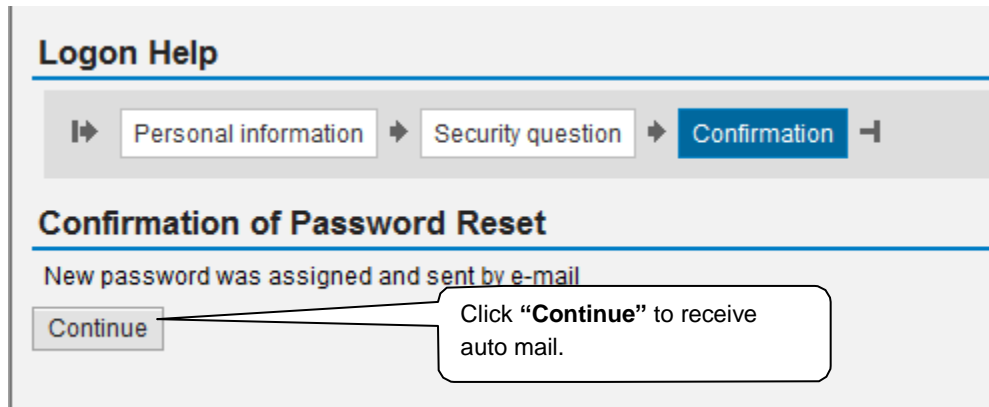 Logon Help
Personal information Security question Confirmation
Confirmation of Password Reset
New password was assigned and sent by e-mail
Continue
Click “Continue” to receive
auto mail.